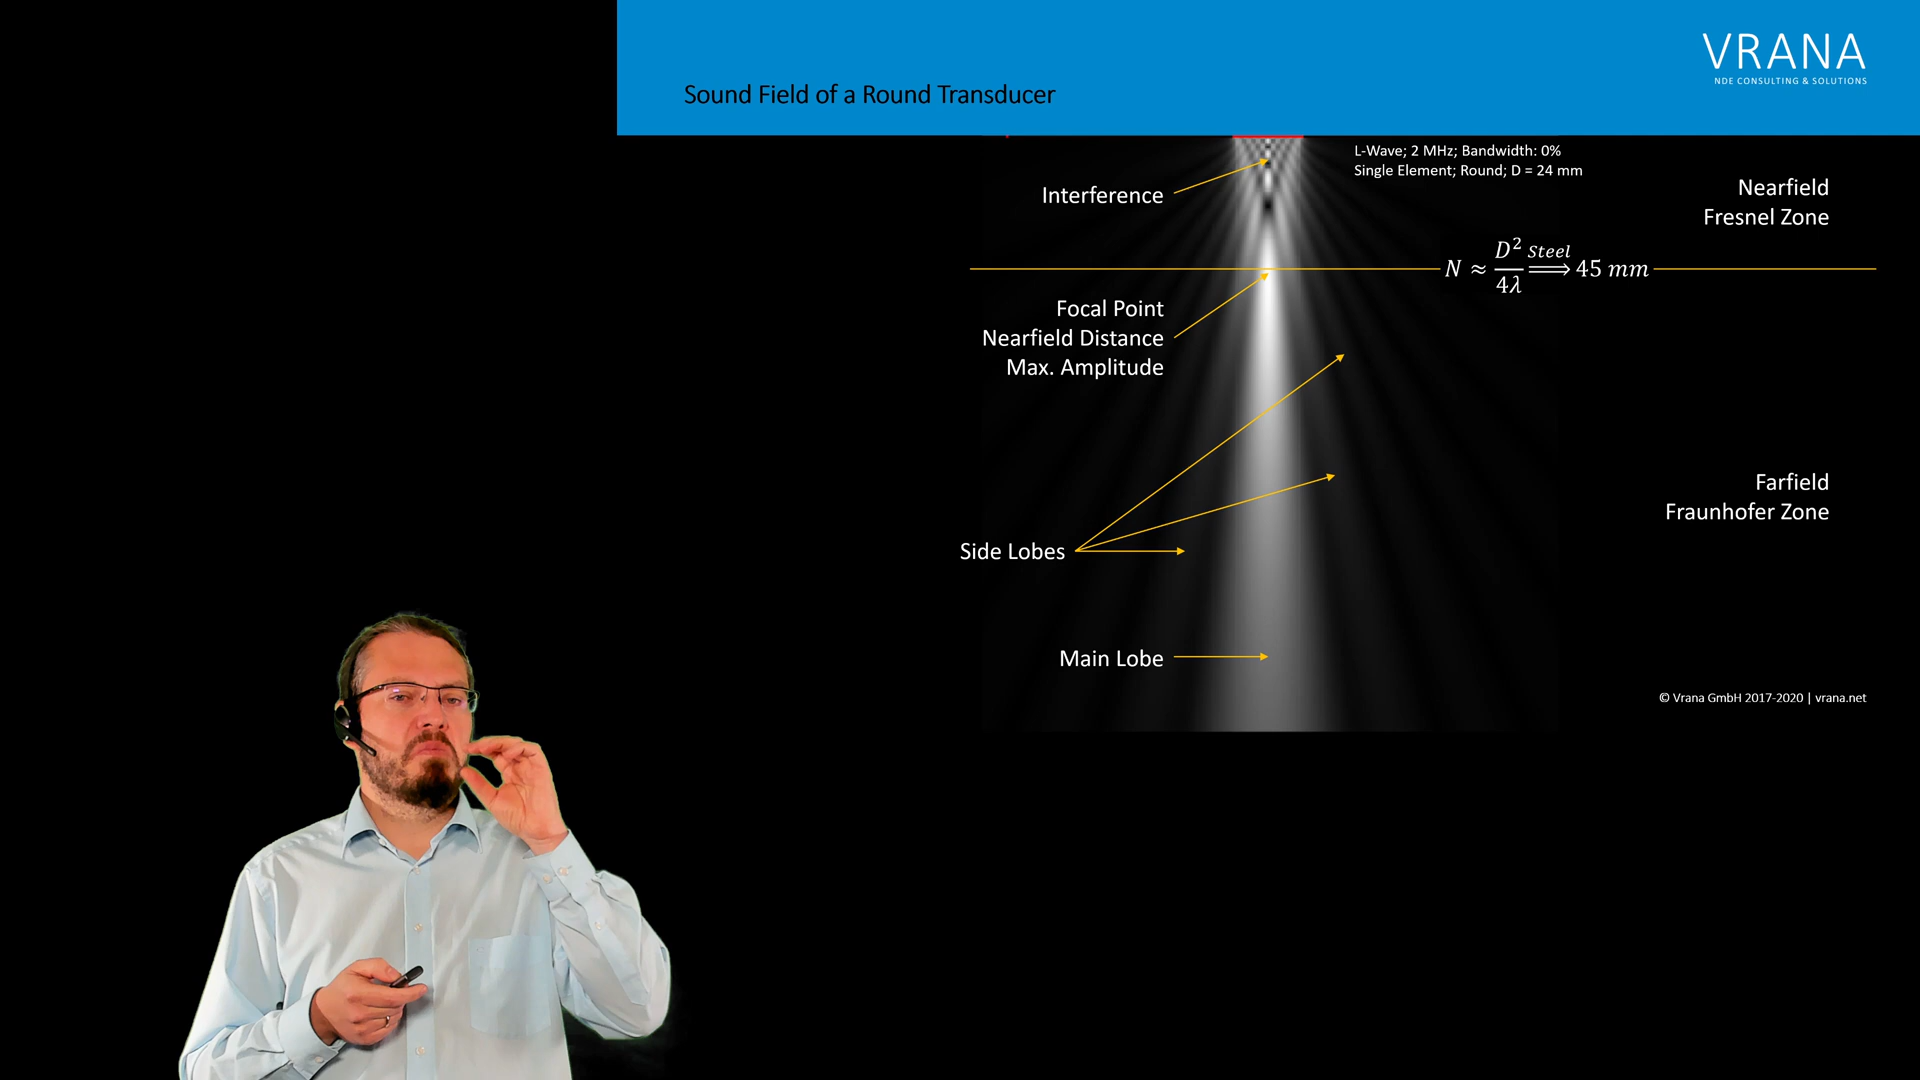 VRANA
NDE CONSULTING & SOLUTIONS
Sound Field of a Round Transducer
L-Wave; 2 MHz; Bandwidth: 0%
Single Element; Round; D = 24 mm
Interference
Nearfield
Fresnel Zone
N ≈ D²/4λ Steel ⟹ 45 mm
Focal Point
Nearfield Distance
Max. Amplitude
Farfield
Fraunhofer Zone
Side Lobes
Main Lobe
© Vrana GmbH 2017-2020 | vrana.net